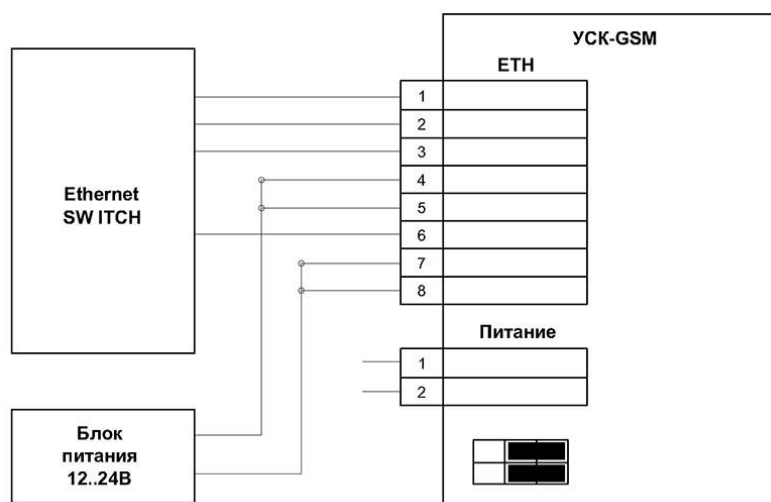 УСК-GSM
ETH
1
2
3
4
5
6
7
8
Ethernet
SW ITCH
Питание
1
2
Блок
питания
12..24В